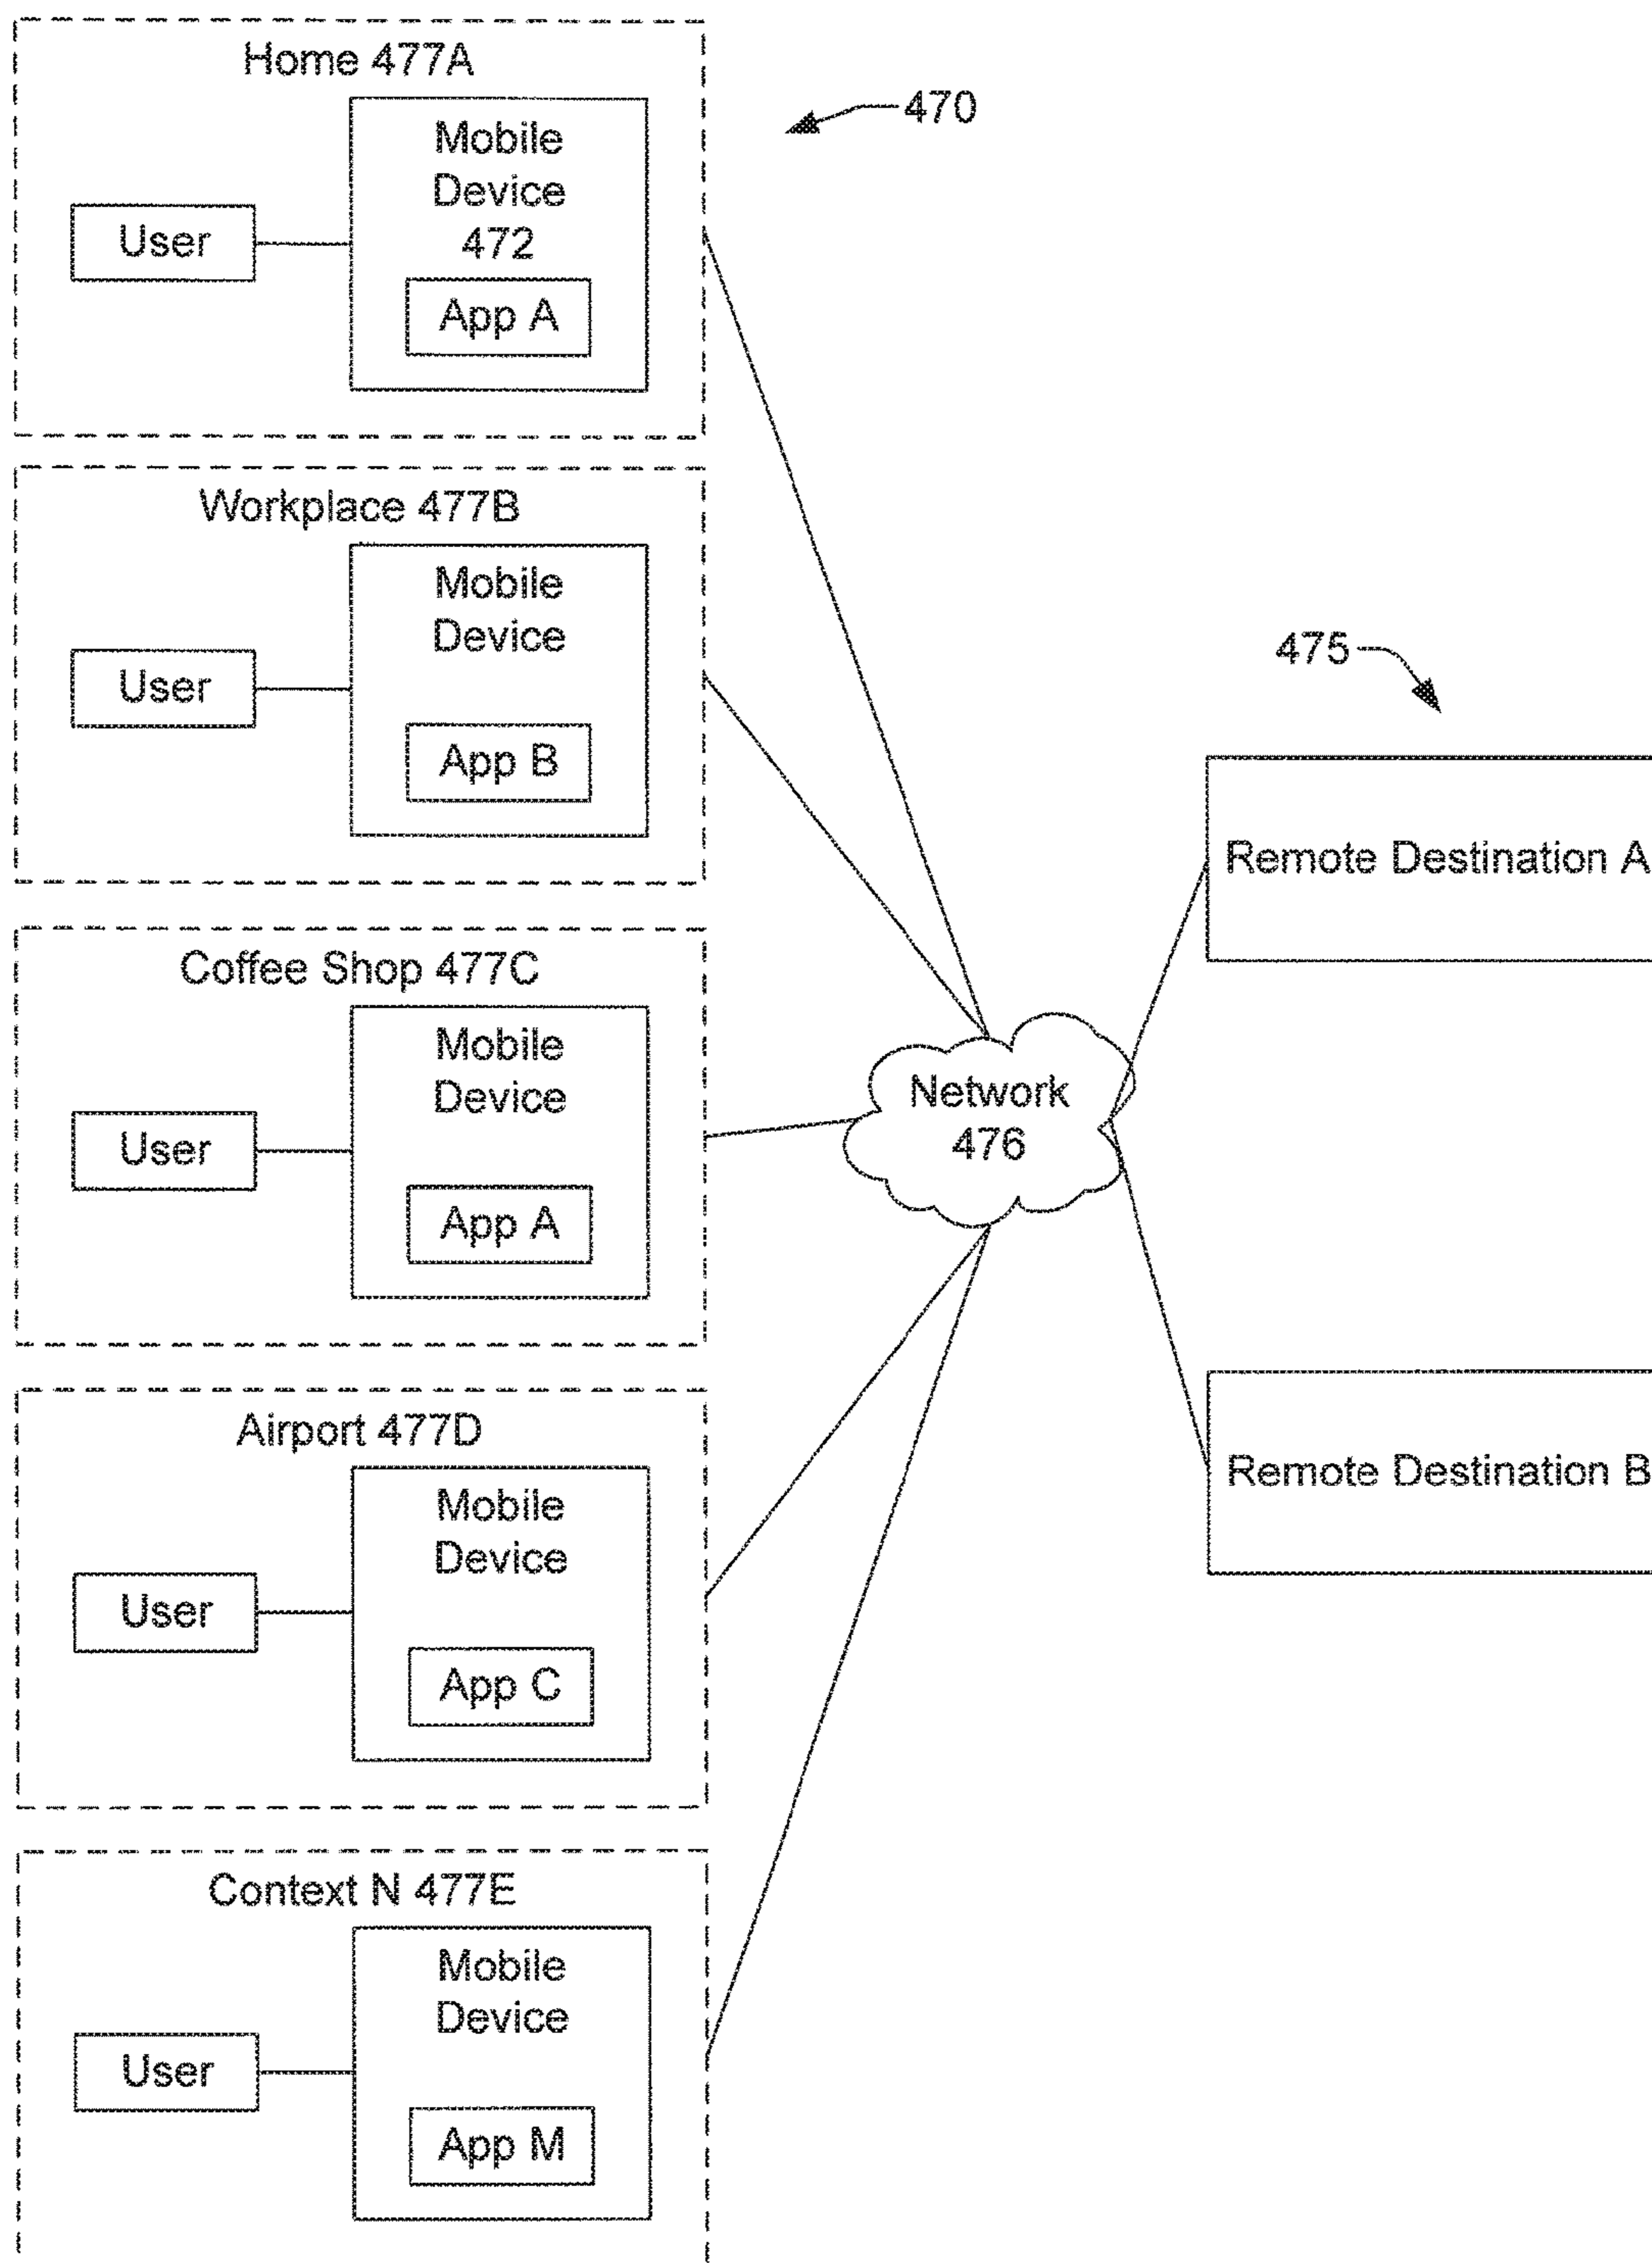 Home 477A
Mobile
Device
472
User
App A
470
Workplace 477B
Mobile
Device
User
App B
475
Remote Destination A
Coffee Shop 477C
Mobile
Device
User
App A
Network
476
Airport 477D
Mobile
Device
User
App C
Remote Destination B
Context N 477E
Mobile
Device
User
App M